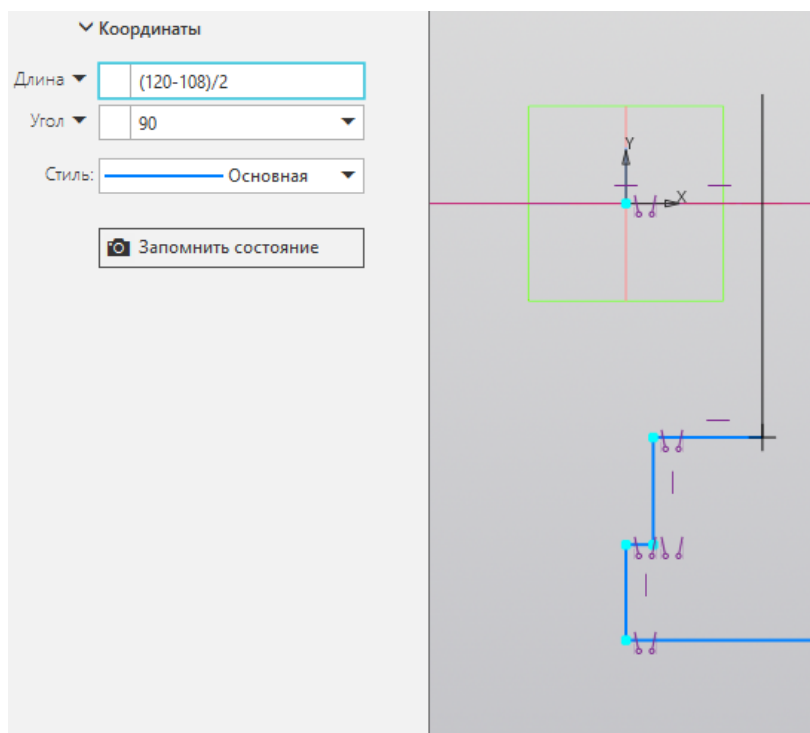 Координаты
Длина (120-108)/2
Угол 90
Стиль: Основная
Запомнить состояние
Y
X